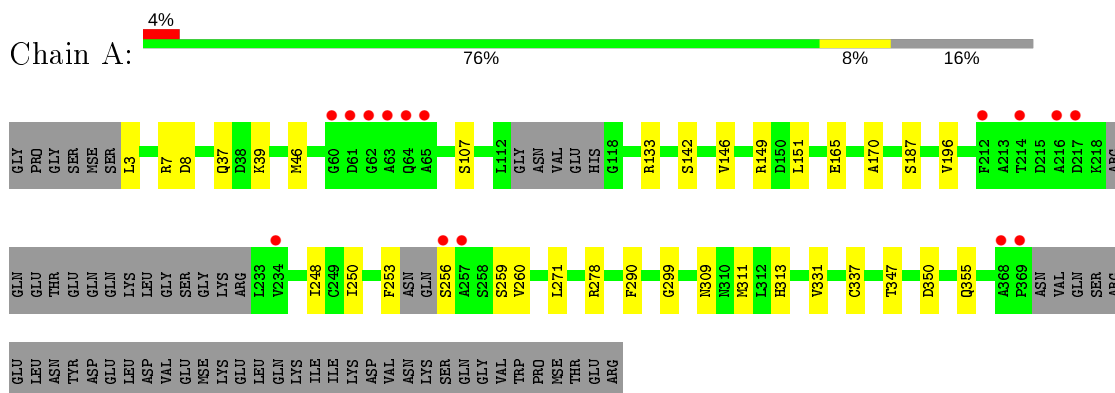 4%
Chain A:
76% 8% 16%
GLY PRO GLY SER MSE SER L3 R7 D8 Q37 D38 K39 M46 G60 D61 G62 A63 Q64 A65 S107 L112 GLY ASN VAL GLU HIS G118 R133 S142 V146 R149 D150 L151 E165 A170 S187 V196 F212 A213 T214 D215 A216 D217 K218 ARG
GLN GLU THR GLU GLN GLN LYS LEU GLY SER GLY LYS ARG L233 V234 I248 C249 I250 F253 ASN GLN S256 A257 S258 S259 V260 L271 R278 F290 G299 N309 N310 M311 L312 H313 V331 C337 T347 D350 Q355 A368 P369 ASN VAL GLN SER ARG
GLU LEU ASN TYR ASP GLU LEU ASP VAL GLU MSE LYS GLU LEU GLN LYS ILE ILE LYS ASP VAL ASN LYS SER GLN GLY VAL TRP PRO MSE THR GLU ARG